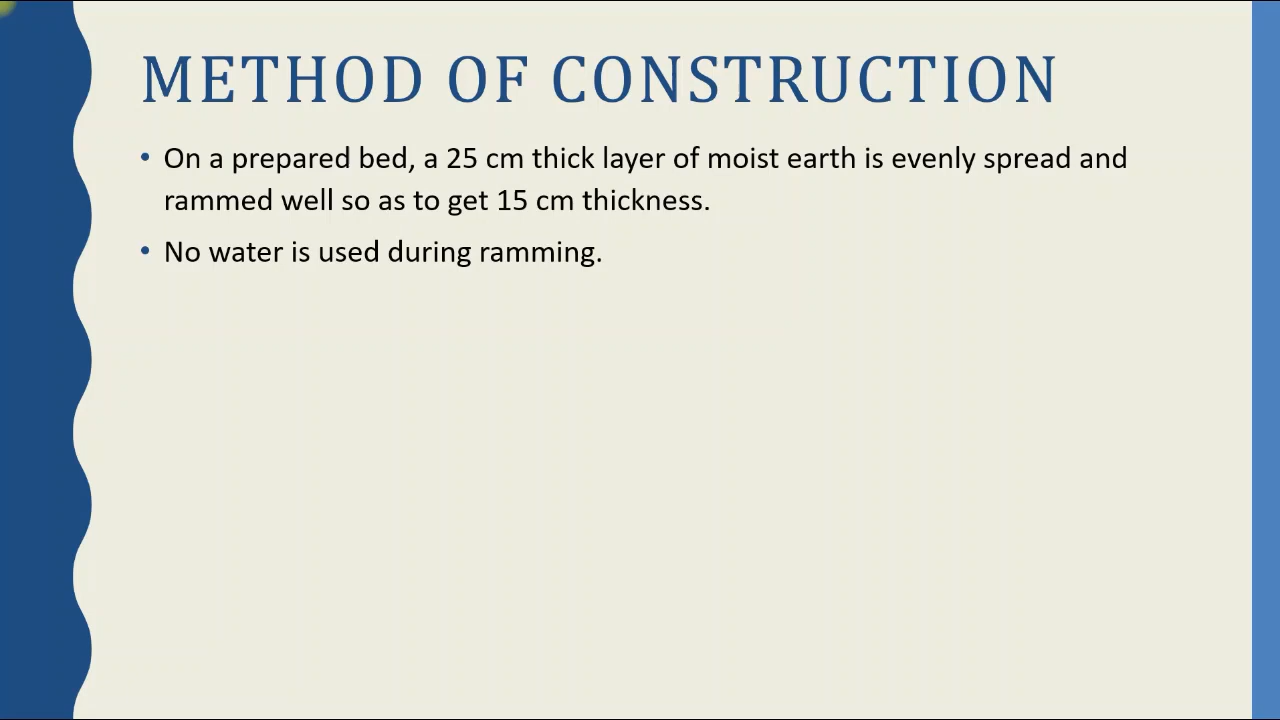 METHOD OF CONSTRUCTION
• On a prepared bed, a 25 cm thick layer of moist earth is evenly spread and
rammed well so as to get 15 cm thickness.
• No water is used during ramming.